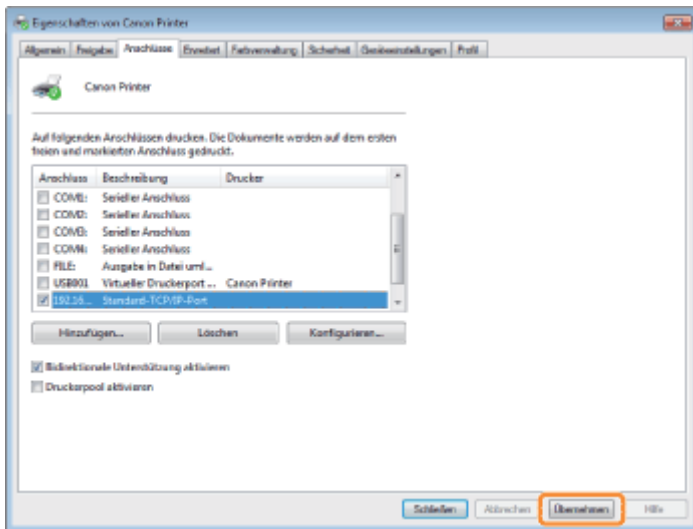 Eigenschaften von Canon Printer
Allgemein Freigabe Anschlüsse Erweitert Farbverwaltung Sicherheit Geräteeinstellungen Profil
Canon Printer
Auf folgenden Anschlüssen drucken. Die Dokumente werden auf dem ersten
freien und markierten Anschluss gedruckt.
Anschluss Beschreibung Drucker
COM1: Serieller Anschluss
COM2: Serieller Anschluss
COM3: Serieller Anschluss
COM4: Serieller Anschluss
FILE: Ausgabe in Datei uml...
USB001 Virtueller Druckerport ... Canon Printer
192.16... Standard-TCP/IP-Port
Hinzufügen... Löschen Konfigurieren...
Bidirektionale Unterstützung aktivieren
Druckerpool aktivieren
Schließen Abbrechen Übernehmen Hilfe